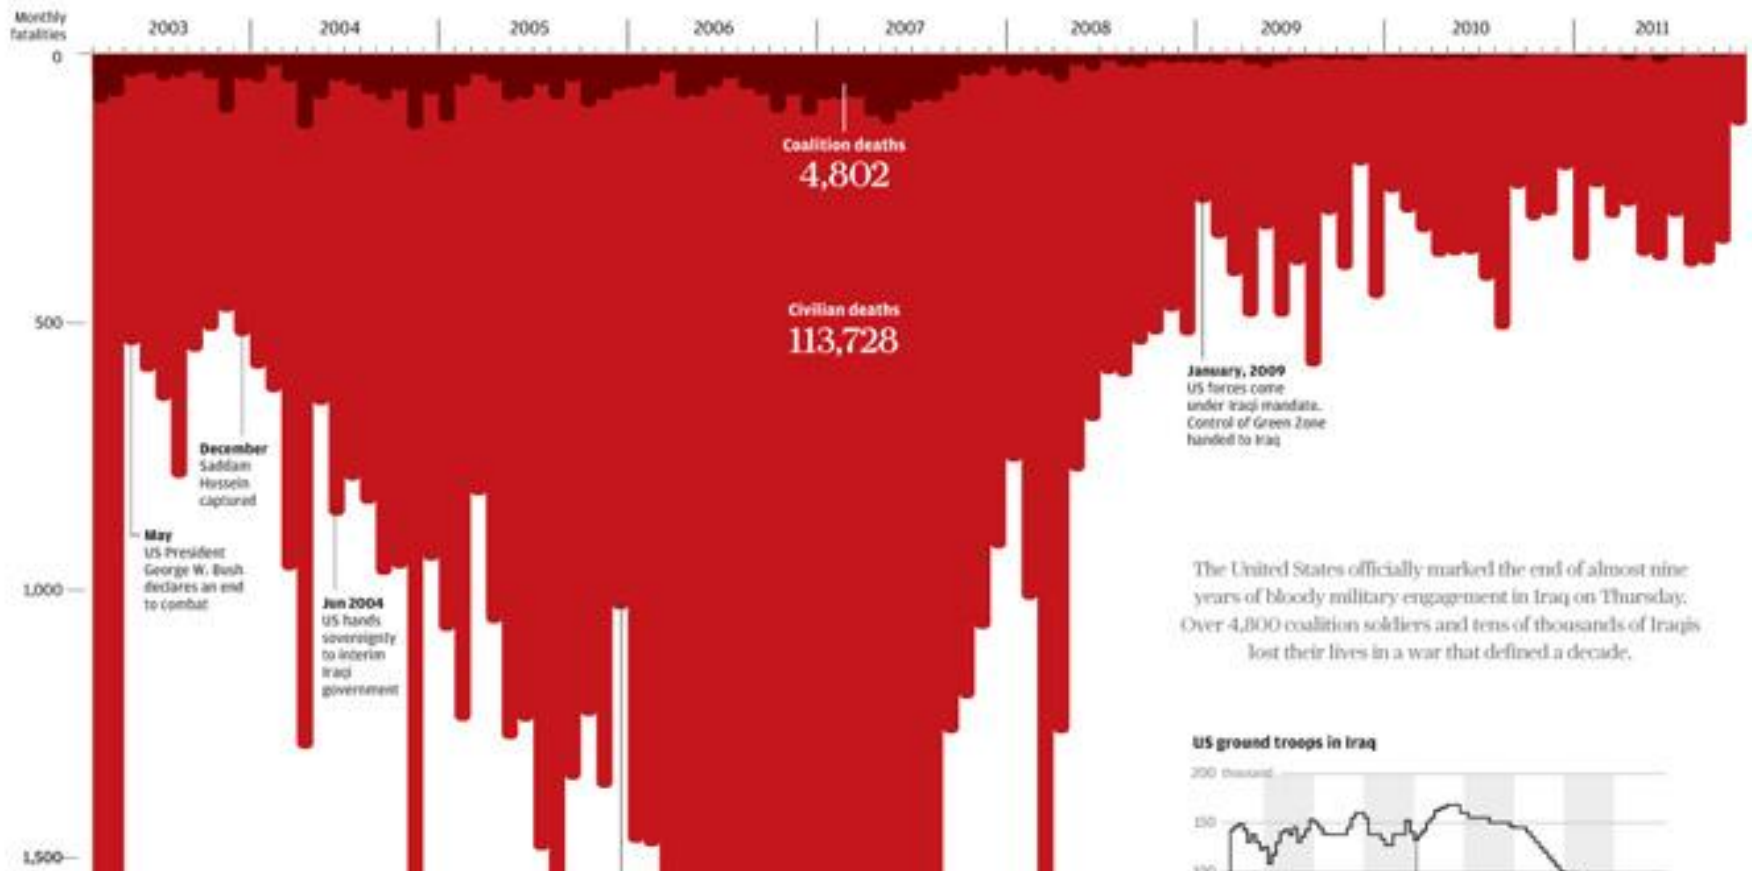 Monthly
fatalities
2003
2004
2005
2006
2007
2008
2009
2010
2011
0
500
1,000
1,500
Coalition deaths
4,802
Civilian deaths
113,728
May
US President
George W. Bush
declares an end
to combat
December
Saddam
Hussein
captured
Jun 2004
US hands
sovereignty
to interim
Iraqi
government
January, 2009
US forces come
under Iraqi mandate.
Control of Green Zone
handed to Iraq
The United States officially marked the end of almost nine
years of bloody military engagement in Iraq on Thursday.
Over 4,800 coalition soldiers and tens of thousands of Iraqis
lost their lives in a war that defined a decade.
US ground troops in Iraq
200 thousand
150
100